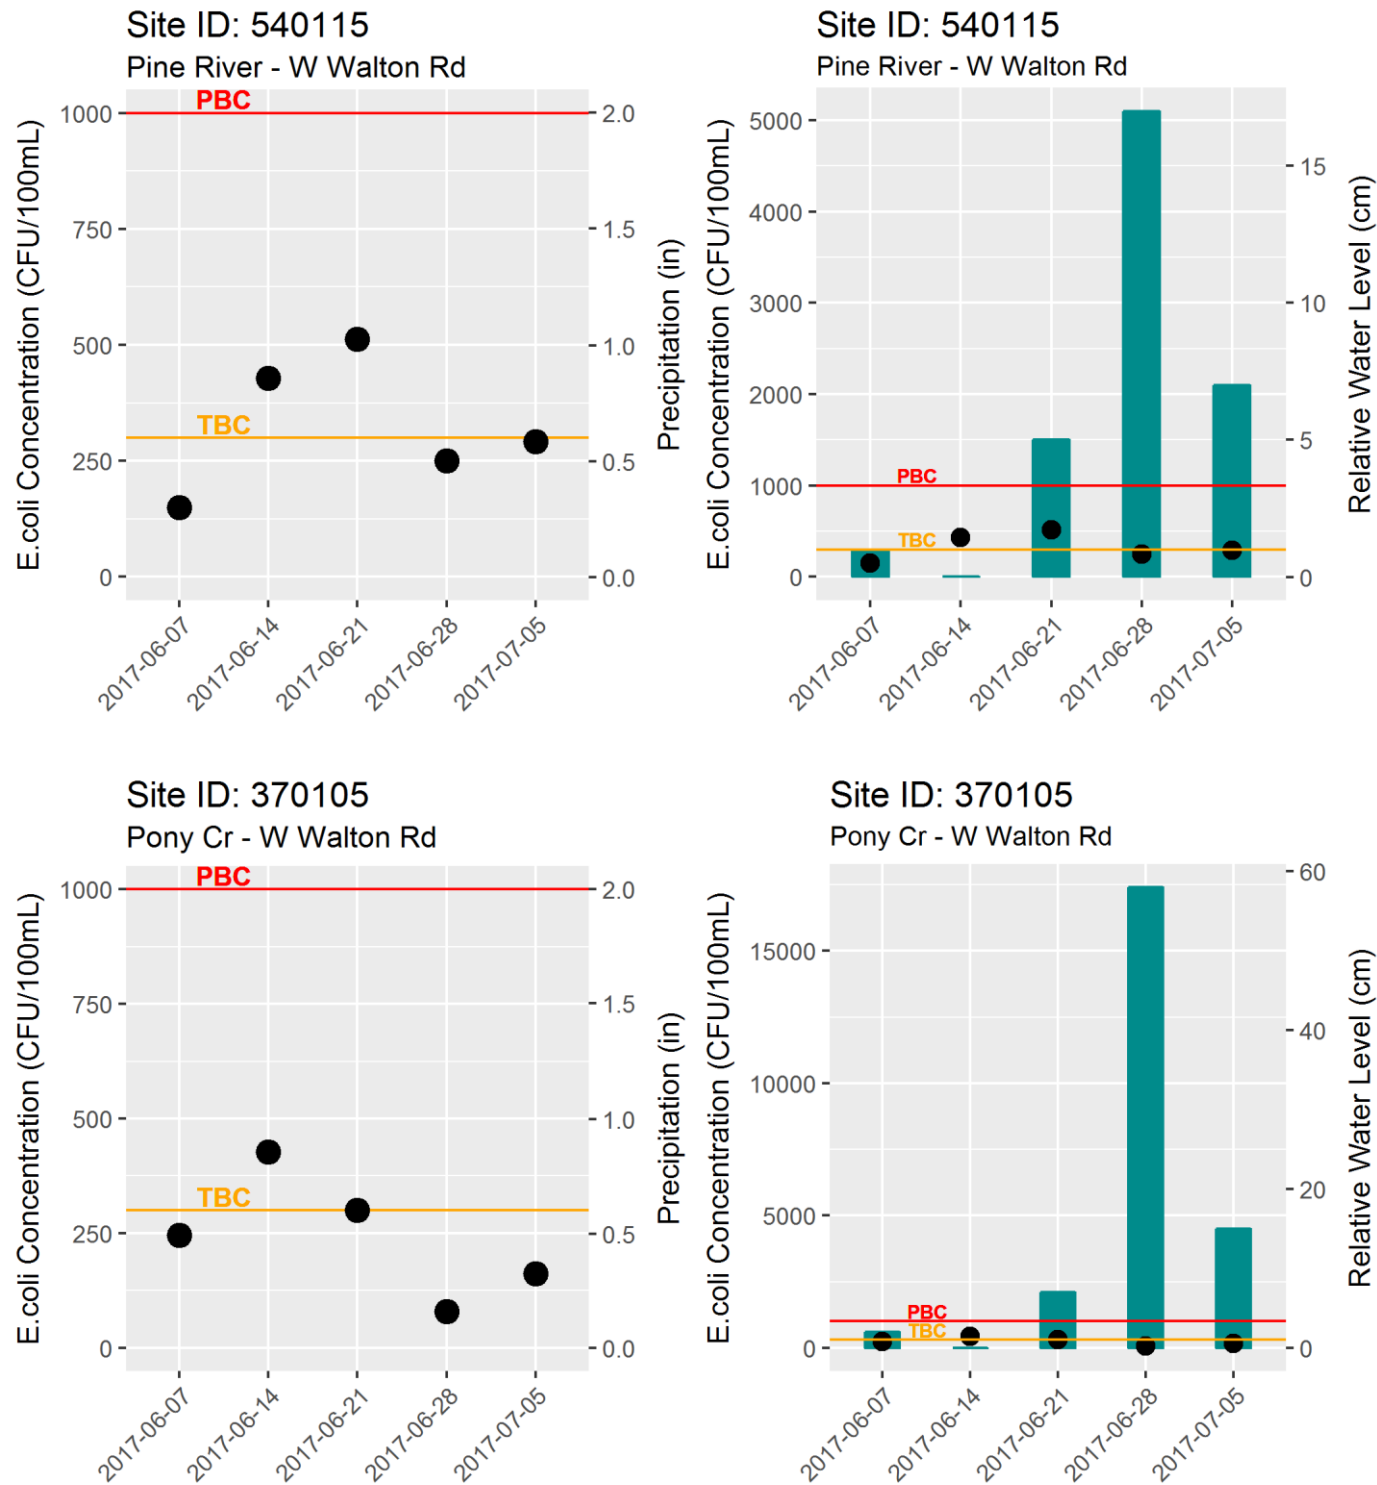 Site ID: 540115
Pine River - W Walton Rd
E.coli Concentration (CFU/100mL)
1000
750
500
250
0
PBC
TBC
2.0
1.5
1.0
0.5
0.0
Precipitation (in)
2017-06-07
2017-06-14
2017-06-21
2017-06-28
2017-07-05
Site ID: 540115
Pine River - W Walton Rd
E.coli Concentration (CFU/100mL)
5000
4000
3000
2000
1000
0
PBC
TBC
15
10
5
0
Relative Water Level (cm)
2017-06-07
2017-06-14
2017-06-21
2017-06-28
2017-07-05
Site ID: 370105
Pony Cr - W Walton Rd
E.coli Concentration (CFU/100mL)
1000
750
500
250
0
PBC
TBC
2.0
1.5
1.0
0.5
0.0
Precipitation (in)
2017-06-07
2017-06-14
2017-06-21
2017-06-28
2017-07-05
Site ID: 370105
Pony Cr - W Walton Rd
E.coli Concentration (CFU/100mL)
15000
10000
5000
0
PBC
TBC
60
40
20
0
Relative Water Level (cm)
2017-06-07
2017-06-14
2017-06-21
2017-06-28
2017-07-05